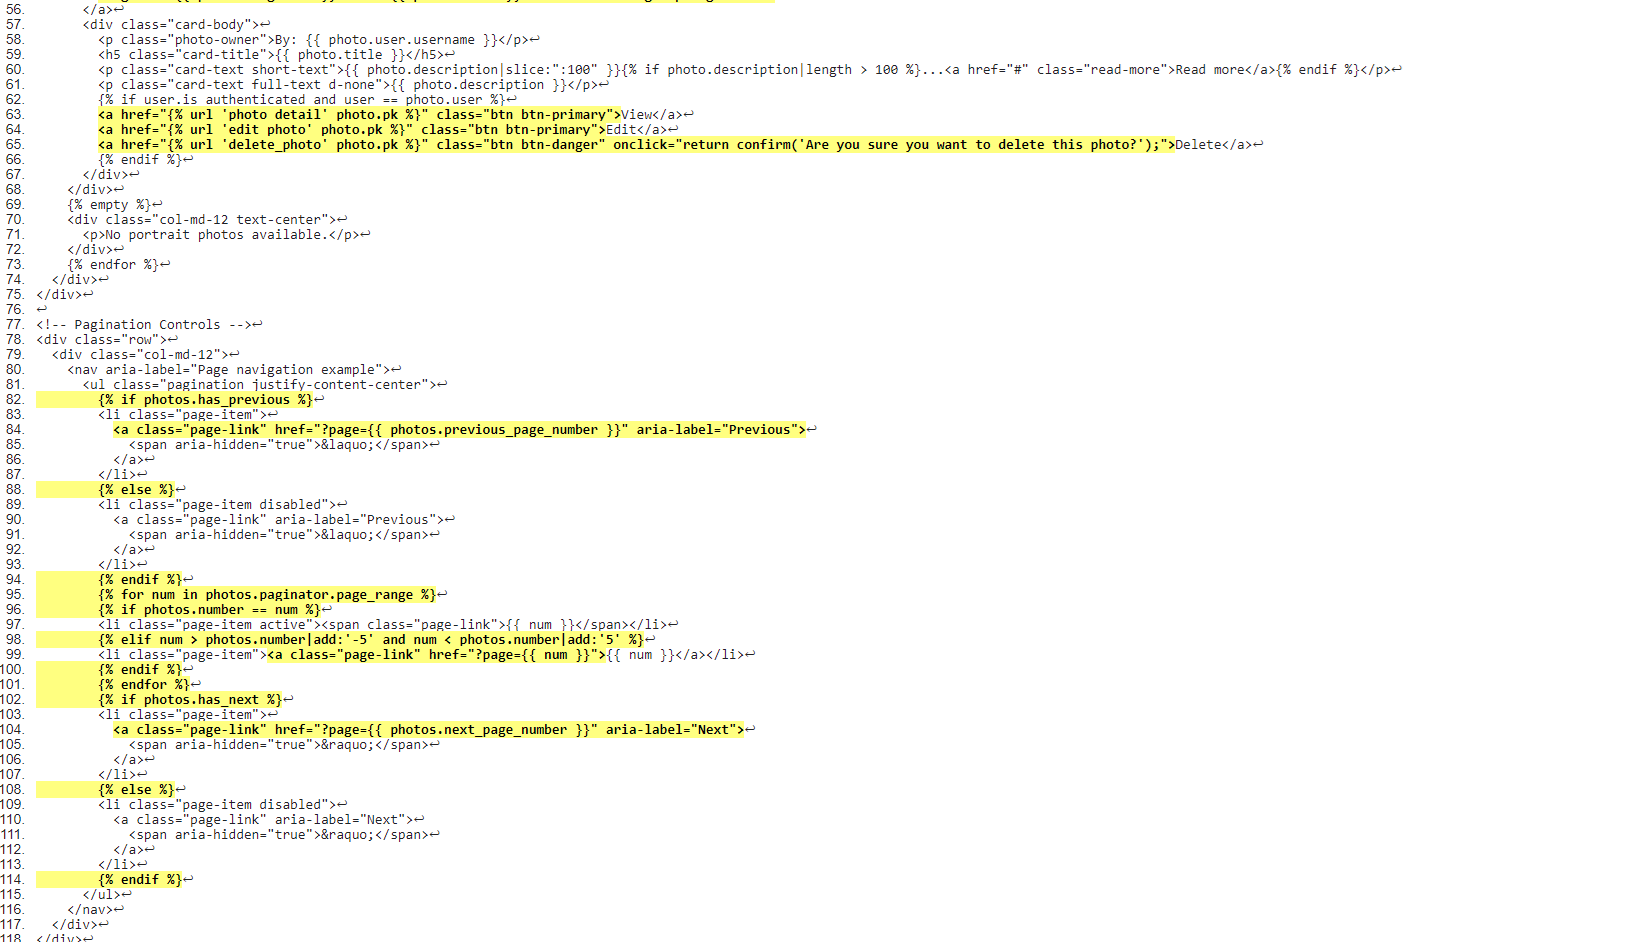 56. </a>↩
57. <div class="card-body">↩
58. <p class="photo-owner">By: {{ photo.user.username }}</p>↩
59. <h5 class="card-title">{{ photo.title }}</h5>↩
60. <p class="card-text short-text">{{ photo.description|slice:":100" }}{% if photo.description|length > 100 %}...<a href="#" class="read-more">Read more</a>{% endif %}</p>↩
61. <p class="card-text full-text d-none">{{ photo.description }}</p>↩
62. {% if user.is authenticated and user == photo.user %}↩
63. <a href="{% url 'photo detail' photo.pk %}" class="btn btn-primary">View</a>↩
64. <a href="{% url 'edit photo' photo.pk %}" class="btn btn-primary">Edit</a>↩
65. <a href="{% url 'delete_photo' photo.pk %}" class="btn btn-danger" onclick="return confirm('Are you sure you want to delete this photo?');">Delete</a>↩
66. {% endif %}↩
67. </div>↩
68. </div>↩
69. {% empty %}↩
70. <div class="col-md-12 text-center">↩
71. <p>No portrait photos available.</p>↩
72. </div>↩
73. {% endfor %}↩
74. </div>↩
75. </div>↩
76. ↩
77. <!-- Pagination Controls -->↩
78. <div class="row">↩
79. <div class="col-md-12">↩
80. <nav aria-label="Page navigation example">↩
81. <ul class="pagination justify-content-center">↩
82. {% if photos.has_previous %}↩
83. <li class="page-item">↩
84. <a class="page-link" href="?page={{ photos.previous_page_number }}" aria-label="Previous">↩
85. <span aria-hidden="true">&laquo;</span>↩
86. </a>↩
87. </li>↩
88. {% else %}↩
89. <li class="page-item disabled">↩
90. <a class="page-link" aria-label="Previous">↩
91. <span aria-hidden="true">&laquo;</span>↩
92. </a>↩
93. </li>↩
94. {% endif %}↩
95. {% for num in photos.paginator.page_range %}↩
96. {% if photos.number == num %}↩
97. <li class="page-item active"><span class="page-link">{{ num }}</span></li>↩
98. {% elif num > photos.number|add:'-5' and num < photos.number|add:'5' %}↩
99. <li class="page-item"><a class="page-link" href="?page={{ num }}">{{ num }}</a></li>↩
100. {% endif %}↩
101. {% endfor %}↩
102. {% if photos.has_next %}↩
103. <li class="page-item">↩
104. <a class="page-link" href="?page={{ photos.next_page_number }}" aria-label="Next">↩
105. <span aria-hidden="true">&raquo;</span>↩
106. </a>↩
107. </li>↩
108. {% else %}↩
109. <li class="page-item disabled">↩
110. <a class="page-link" aria-label="Next">↩
111. <span aria-hidden="true">&raquo;</span>↩
112. </a>↩
113. </li>↩
114. {% endif %}↩
115. </ul>↩
116. </nav>↩
117. </div>↩
118. </div>↩